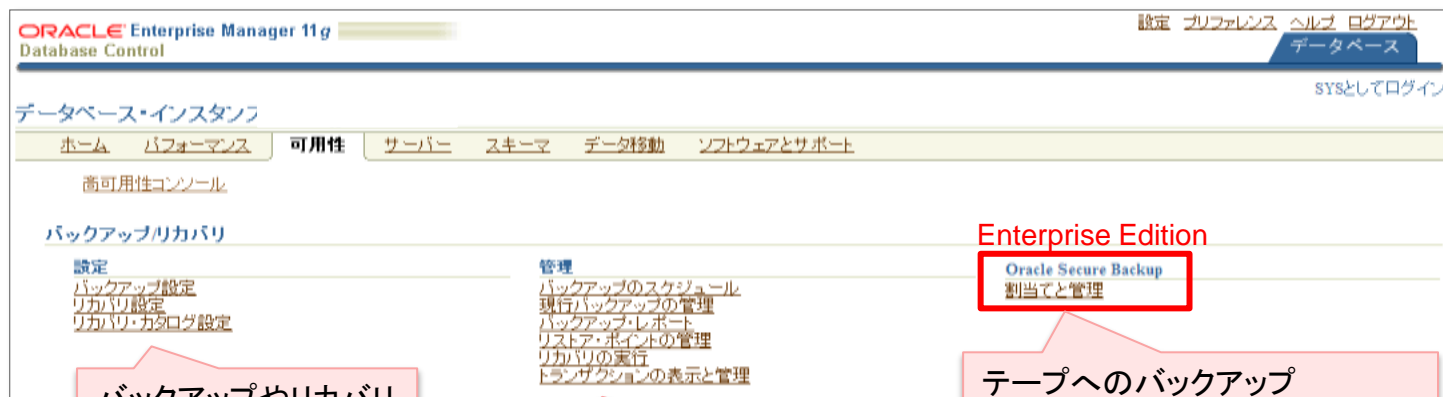 ORACLE Enterprise Manager 11g
Database Control
設定 プリファレンス ヘルプ ログアウト
データベース
SYSとしてログイン
データベース・インスタンス
ホーム パフォーマンス 可用性 サーバー スキーマ データ移動 ソフトウェアとサポート
高可用性コンソール
バックアップ/リカバリ
Enterprise Edition
設定
バックアップ設定
リカバリ設定
リカバリ・カタログ設定
管理
バックアップのスケジュール
現行バックアップの管理
バックアップ・レポート
リストア・ポイントの管理
リカバリの実行
トランザクションの表示と管理
Oracle Secure Backup
割当てと管理
バックアップやリカバリ
テープへのバックアップ